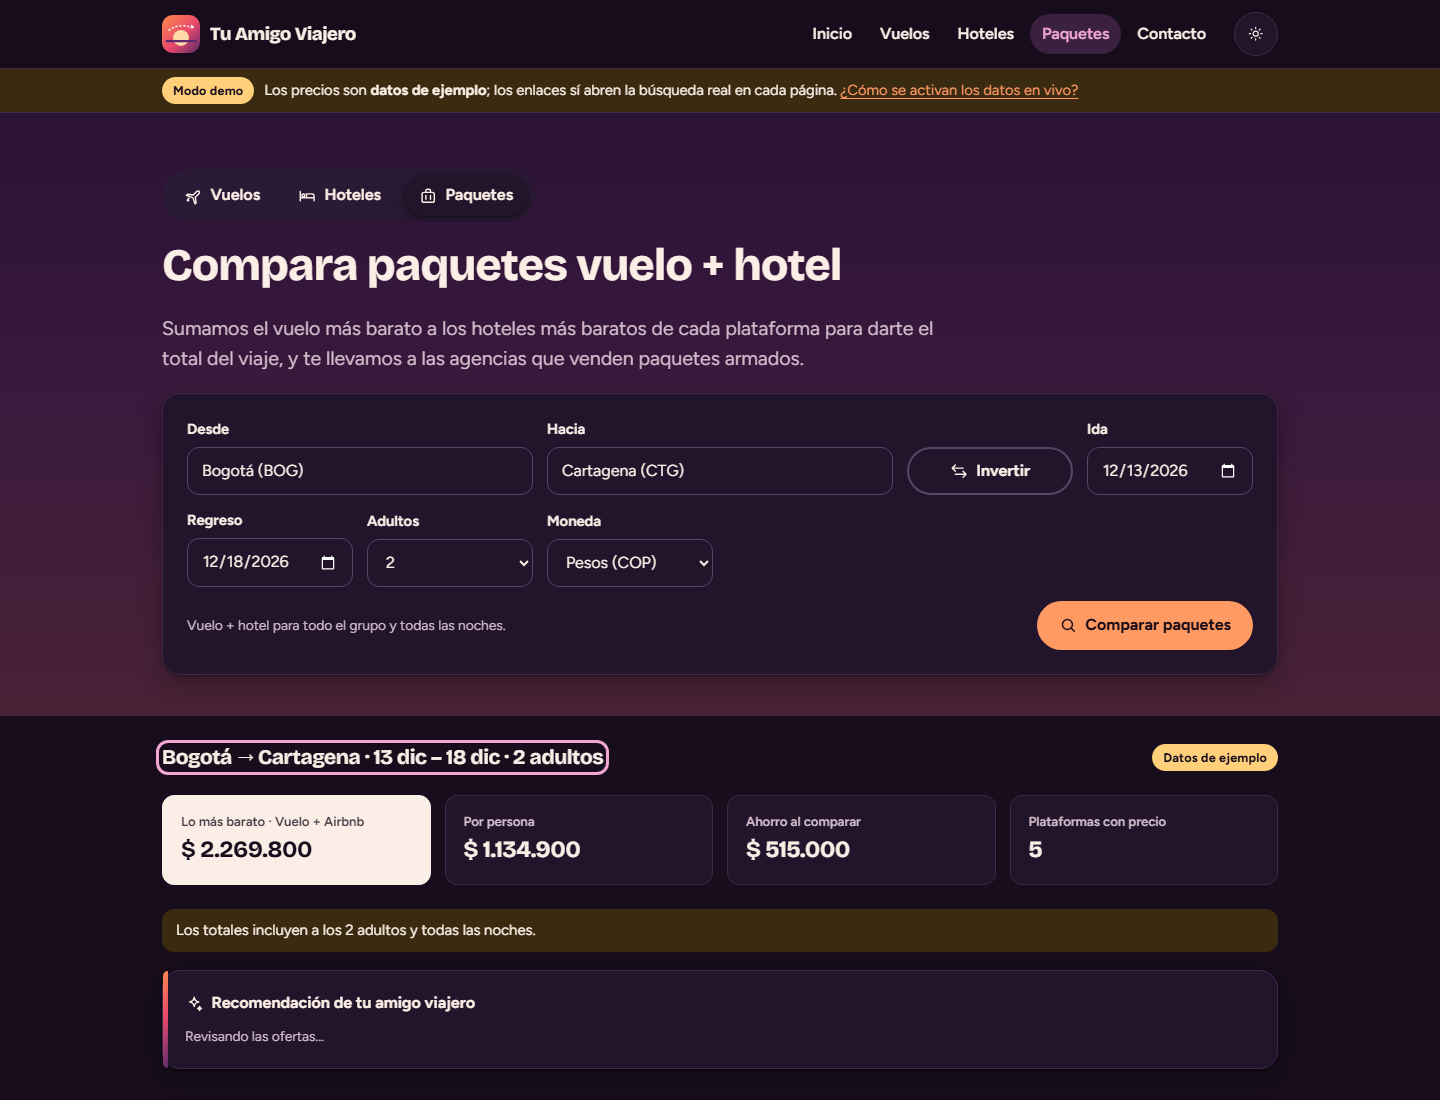 Tu Amigo Viajero
Inicio
Vuelos
Hoteles
Paquetes
Contacto
Modo demo
Los precios son datos de ejemplo; los enlaces sí abren la búsqueda real en cada página. ¿Cómo se activan los datos en vivo?
Vuelos
Hoteles
Paquetes
Compara paquetes vuelo + hotel
Sumamos el vuelo más barato a los hoteles más baratos de cada plataforma para darte el
total del viaje, y te llevamos a las agencias que venden paquetes armados.
Desde
Hacia
Ida
Bogotá (BOG)
Cartagena (CTG)
Invertir
12/13/2026
Regreso
Adultos
Moneda
12/18/2026
2
Pesos (COP)
Vuelo + hotel para todo el grupo y todas las noches.
Comparar paquetes
Bogotá → Cartagena · 13 dic – 18 dic · 2 adultos
Datos de ejemplo
Lo más barato · Vuelo + Airbnb
$ 2.269.800
Por persona
$ 1.134.900
Ahorro al comparar
$ 515.000
Plataformas con precio
5
Los totales incluyen a los 2 adultos y todas las noches.
Recomendación de tu amigo viajero
Revisando las ofertas...